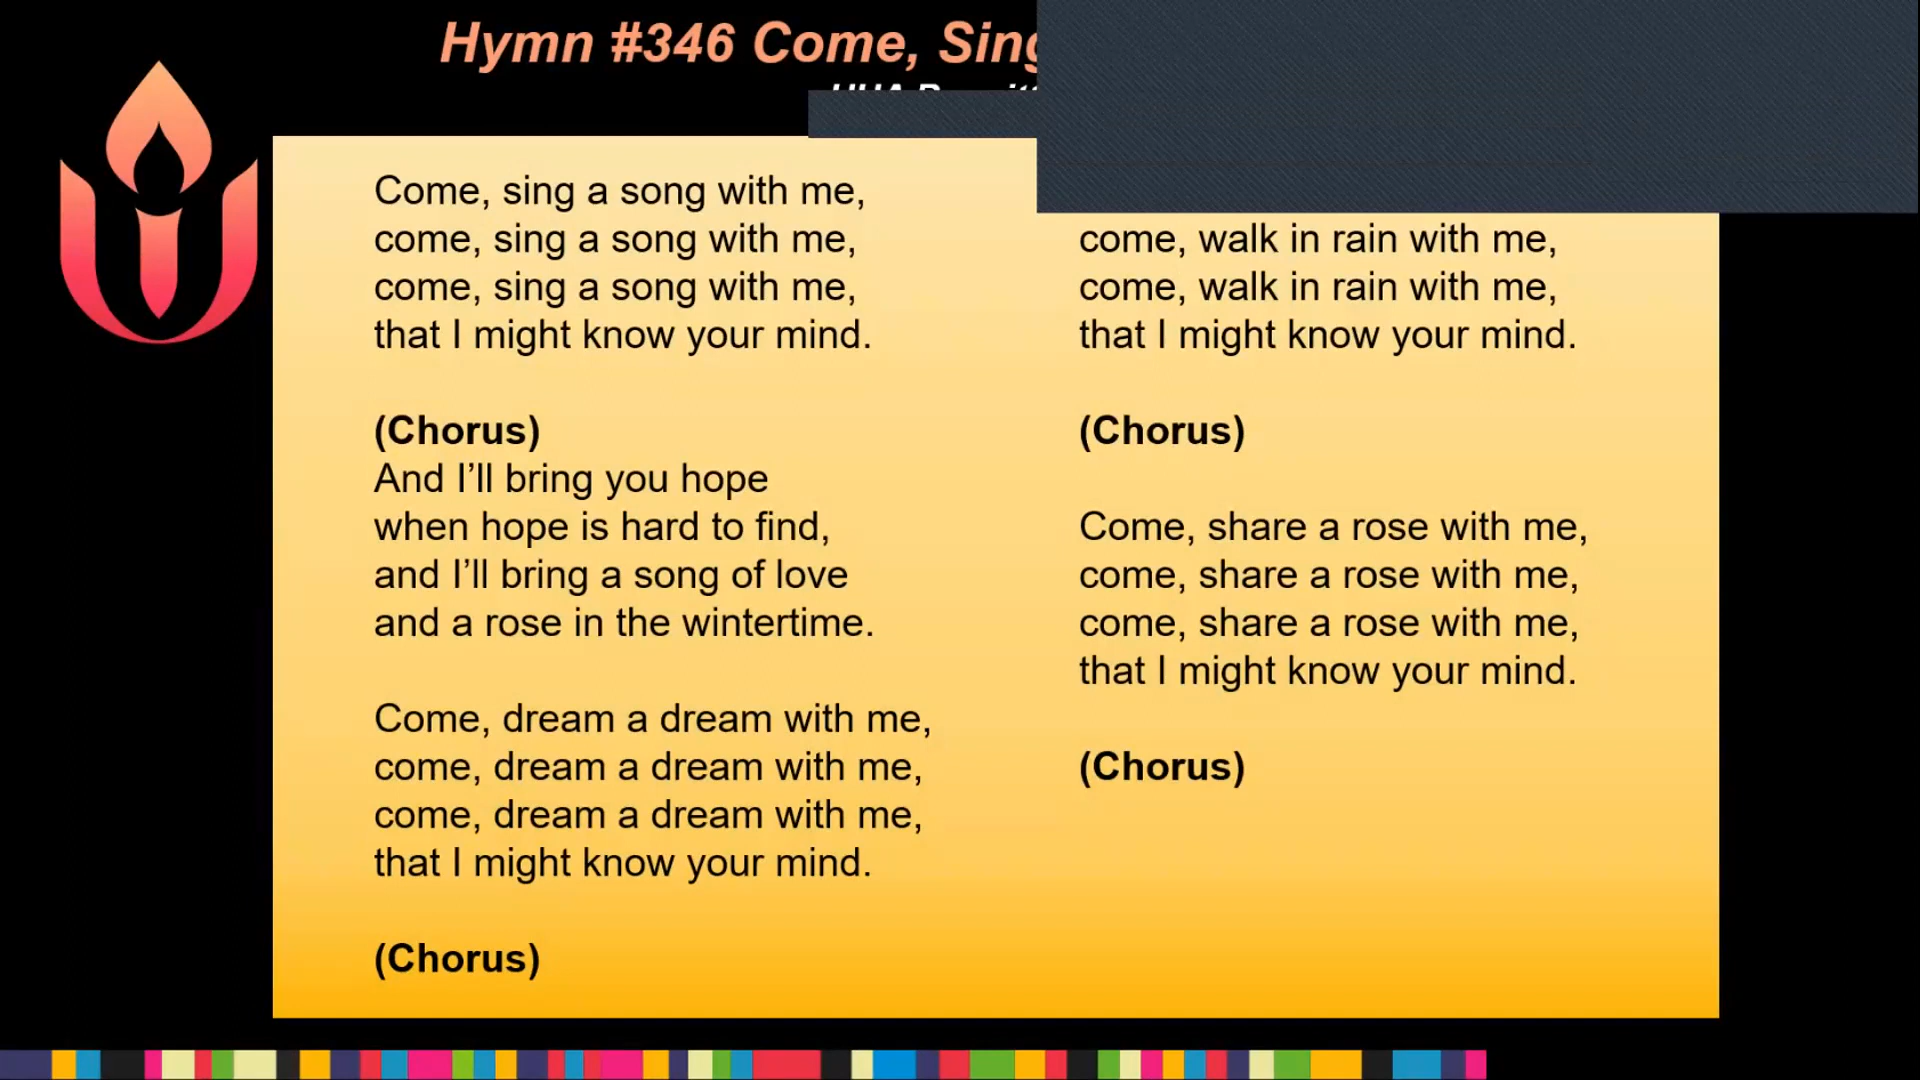 Hymn #346 Come, Sing
UUA
Come, sing a song with me,
come, sing a song with me,
come, sing a song with me,
that I might know your mind.
(Chorus)
And I’ll bring you hope
when hope is hard to find,
and I’ll bring a song of love
and a rose in the wintertime.
Come, dream a dream with me,
come, dream a dream with me,
come, dream a dream with me,
that I might know your mind.
(Chorus)
come, walk in rain with me,
come, walk in rain with me,
that I might know your mind.
(Chorus)
Come, share a rose with me,
come, share a rose with me,
come, share a rose with me,
that I might know your mind.
(Chorus)